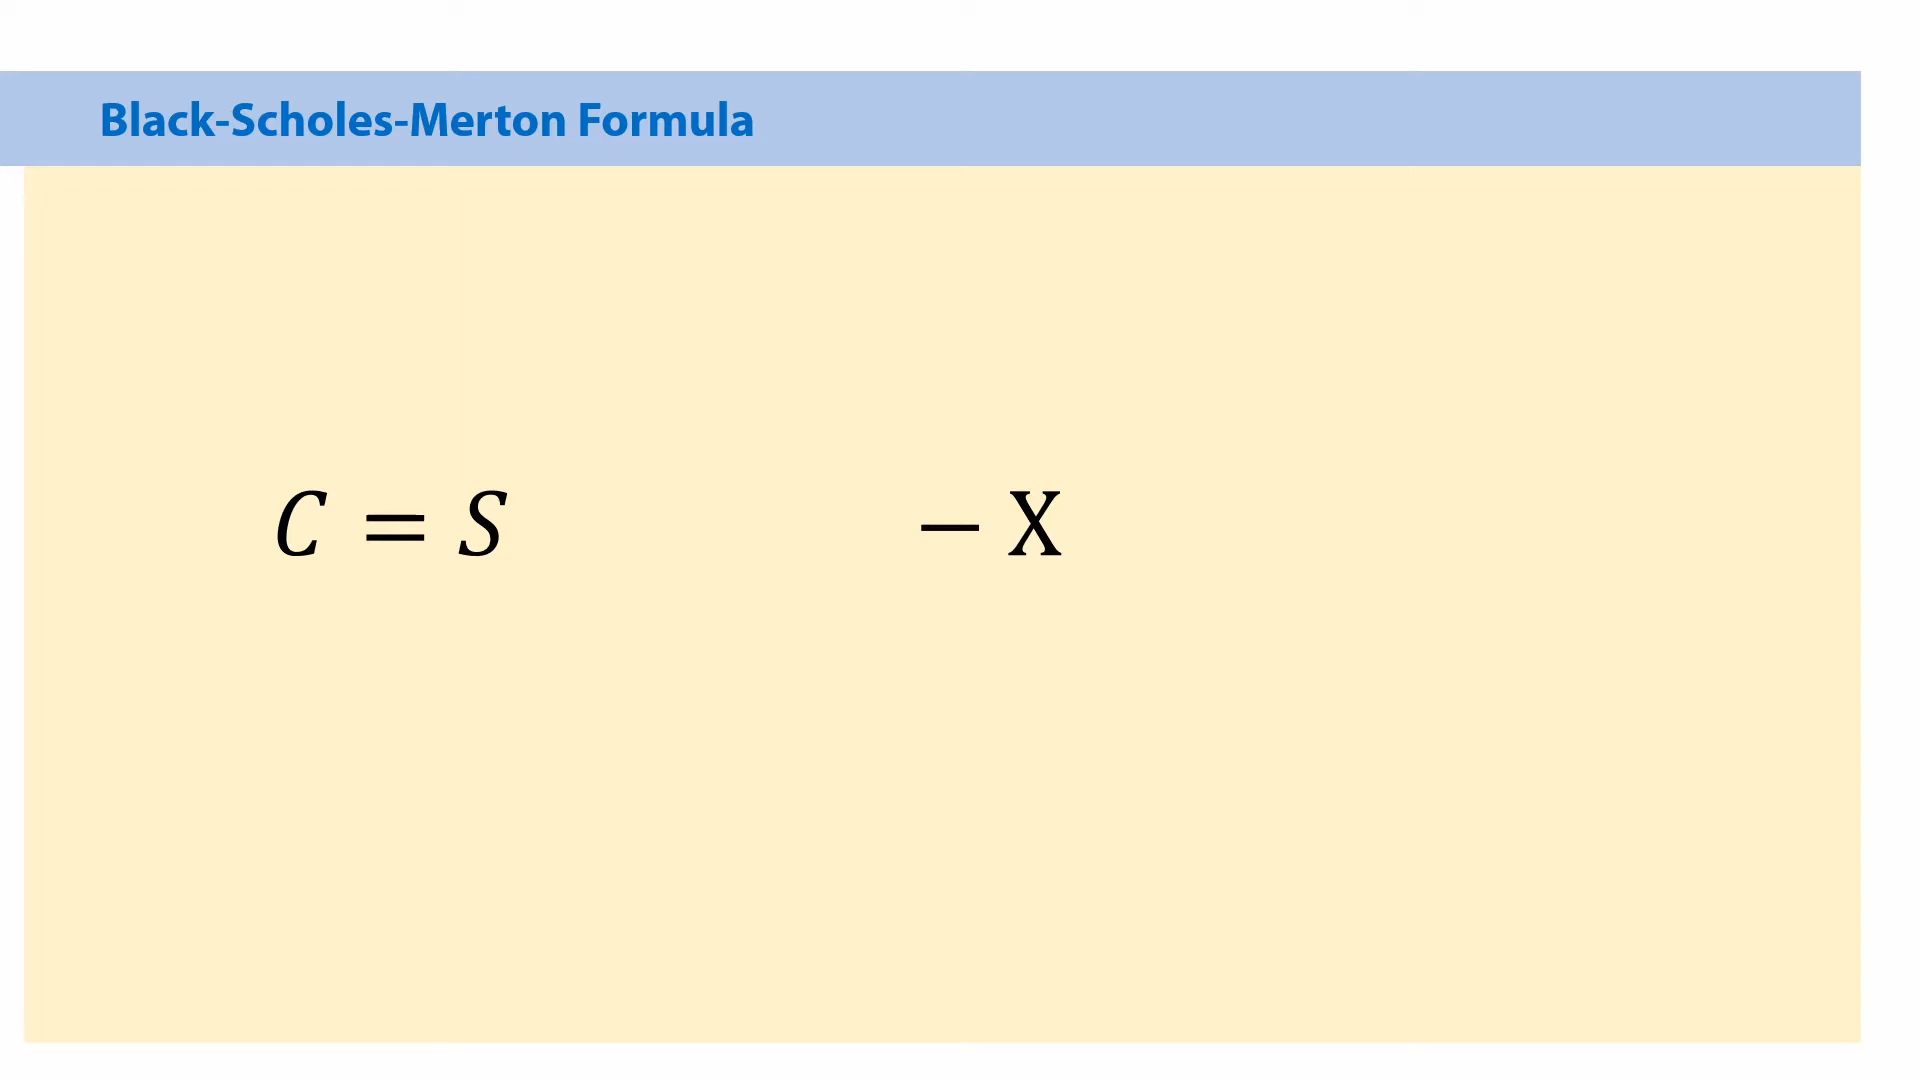 Black-Scholes-Merton Formula
C = S − X